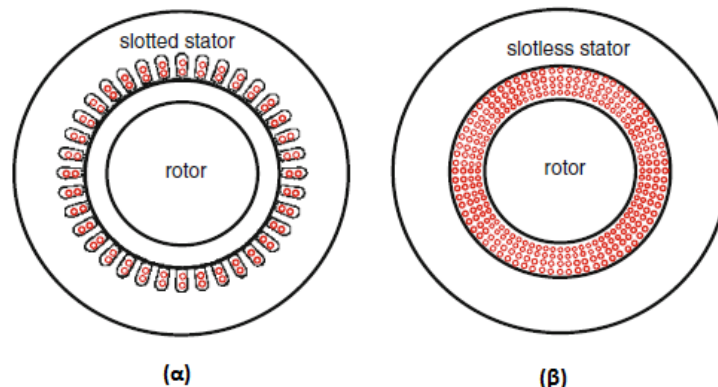 slotted stator
rotor
(α)
slotless stator
rotor
(β)